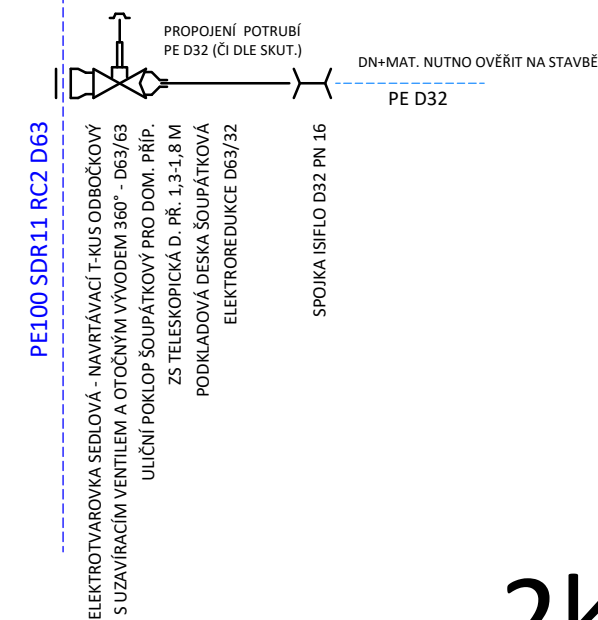 PROPOJENÍ POTRUBÍ
PE D32 (ČI DLE SKUT.)
DN+MAT. NUTNO OVĚŘIT NA STAVBĚ
PE D32
PE100 SDR11 RC2 D63
ELEKTROTVAROVKA SEDLOVÁ - NAVRTÁVACÍ T-KUS ODBOČKOVÝ
S UZAVÍRACÍM VENTILEM A OTOČNÝM VÝVODEM 360° - D63/63
ULIČNÍ POKLOP ŠOUPÁTKOVÝ PRO DOM. PŘÍP.
ZS TELESKOPICKÁ D. PŘ. 1,3-1,8 M
PODKLADOVÁ DESKA ŠOUPÁTKOVÁ
ELEKTROREDUKCE D63/32
SPOJKA ISIFLO D32 PN 16